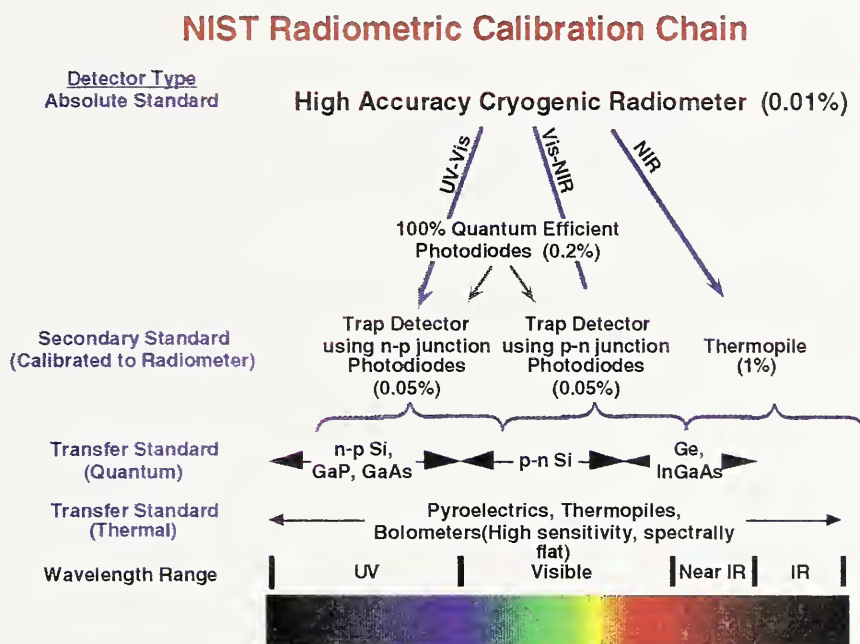 NIST Radiometric Calibration Chain
Detector Type
Absolute Standard
High Accuracy Cryogenic Radiometer (0.01%)
UV-Vis
Vis-NIR
NIR
100% Quantum Efficient
Photodiodes (0.2%)
Secondary Standard
(Calibrated to Radiometer)
Trap Detector
using n-p junction
Photodiodes
(0.05%)
Trap Detector
using p-n junction
Photodiodes
(0.05%)
Thermopile
(1%)
Transfer Standard
(Quantum)
n-p Si,
GaP, GaAs
p-n Si
Ge,
InGaAs
Transfer Standard
(Thermal)
Pyroelectrics, Thermopiles,
Bolometers(High sensitivity, spectrally
flat)
Wavelength Range
UV
Visible
Near IR
IR